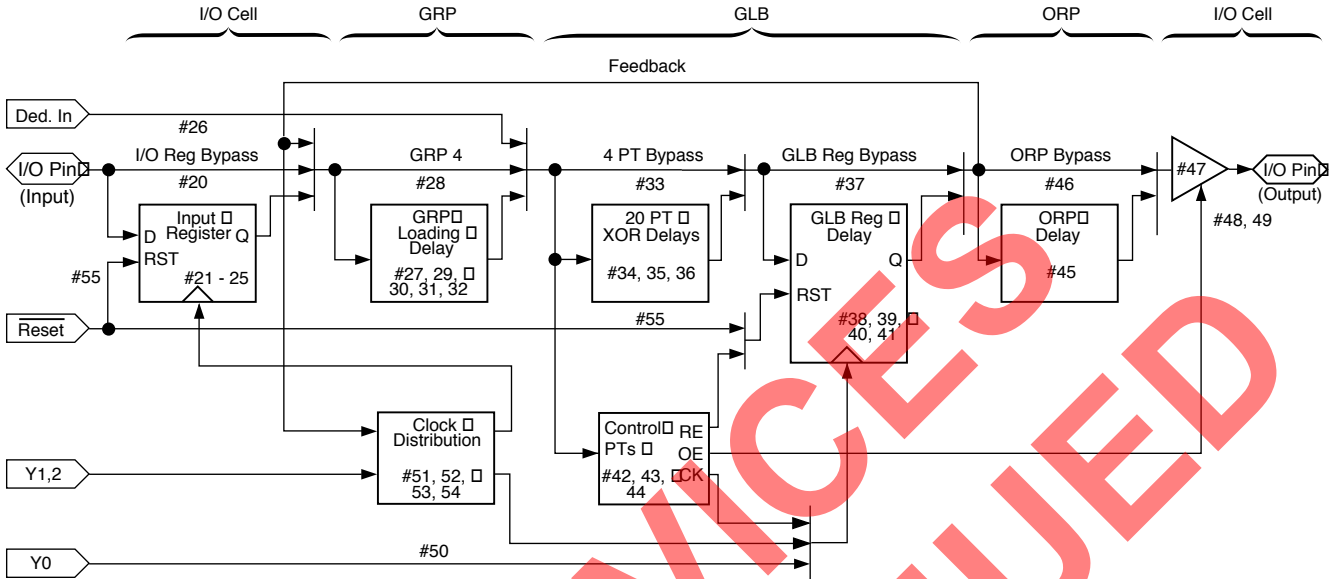 I/O Cell GRP GLB ORP I/O Cell
Feedback
Ded. In
#26
I/O Pin
(Input)
I/O Reg Bypass
#20
GRP 4
#28
4 PT Bypass
#33
GLB Reg Bypass
#37
ORP Bypass
#46
#47
I/O Pin
(Output)
#48, 49
Input
Register
D Q
RST
#21 - 25
#55
GRP
Loading
Delay
#27, 29,
30, 31, 32
20 PT
XOR Delays
#34, 35, 36
GLB Reg
Delay
D Q
RST
#38, 39,
40, 41
ORP
Delay
#45
Reset
#55
Clock
Distribution
#51, 52,
53, 54
Control
PTs
RE
OE
CK
#42, 43,
44
Y1,2
Y0
#50
VICES
UED